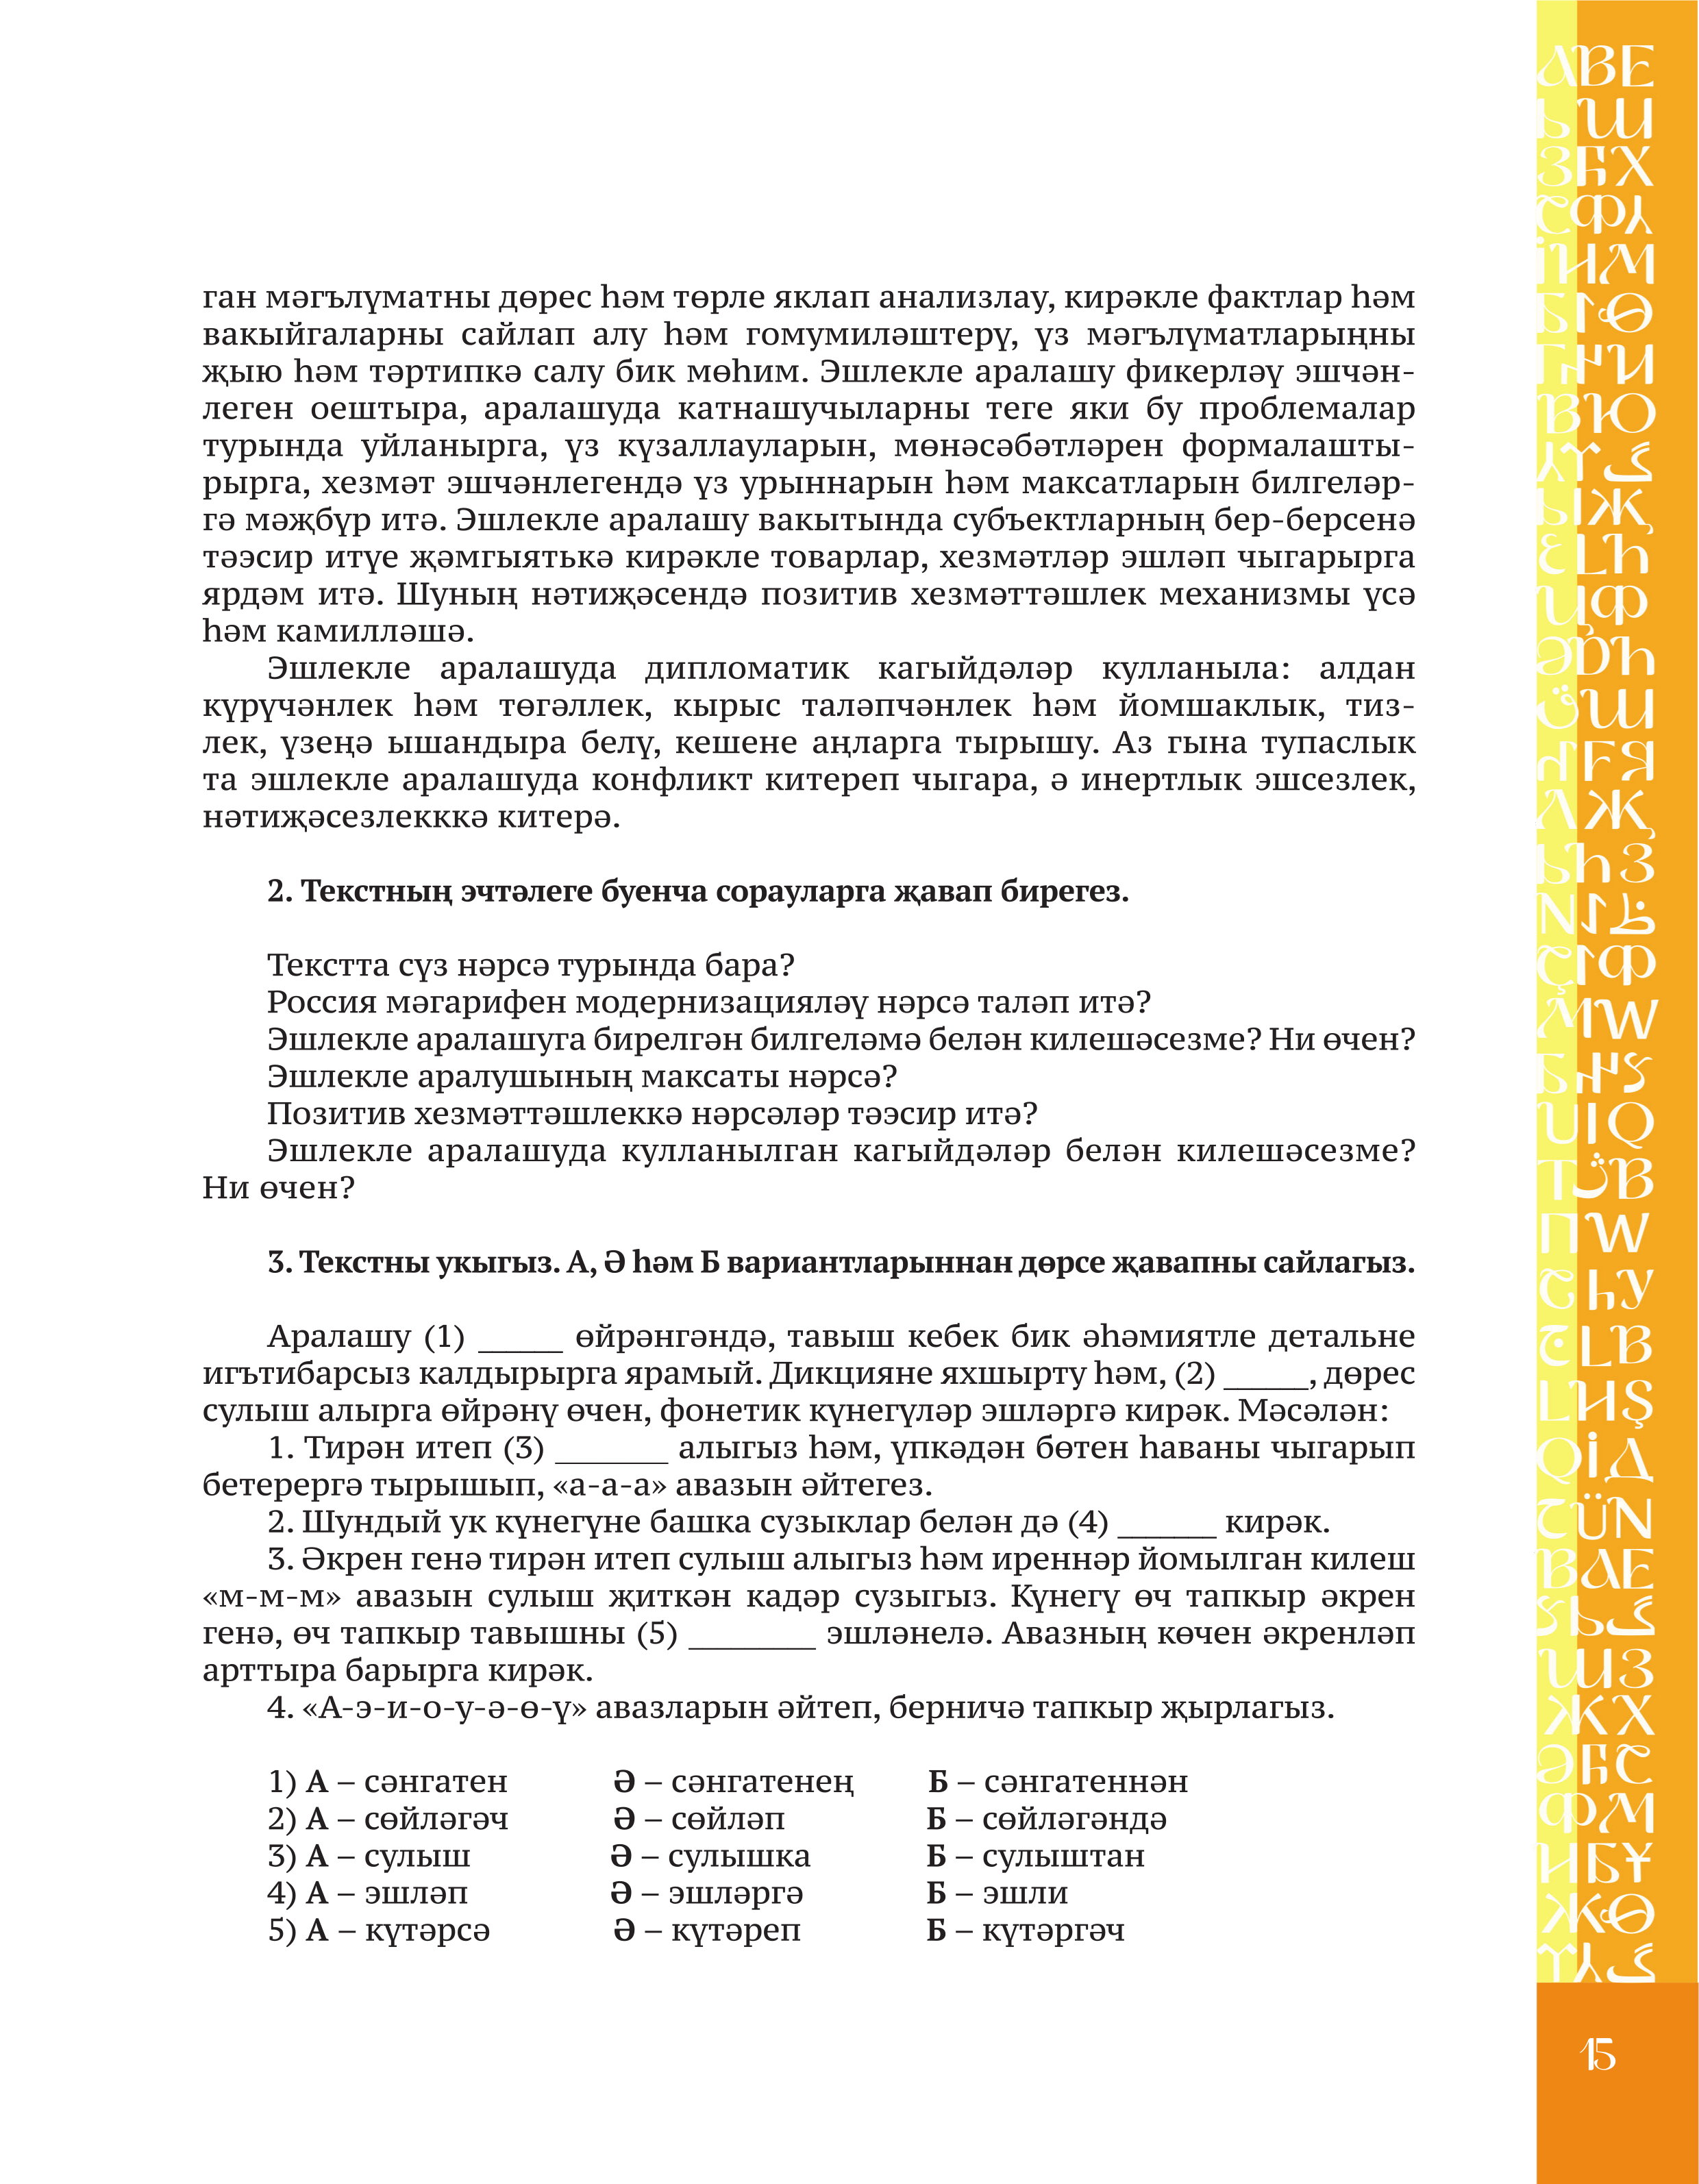 ган мәгълүматны дөрес һәм төрле яклап анализлау, кирәкле фактлар һәм
вакыйгаларны сайлап алу һәм гомумиләштерү, үз мәгълүматларыңны
җыю һәм тәртипкә салу бик мөһим. Эшлекле аралашу фикерләү эшчән-
леген оештыра, аралашуда катнашучыларны теге яки бу проблемалар
турында уйланырга, үз күзаллауларын, мөнәсәбәтләрен формалашты-
рырга, хезмәт эшчәнлегендә үз урыннарын һәм максатларын билгеләр-
гә мәҗбүр итә. Эшлекле аралашу вакытында субъектларның бер-берсенә
тәэсир итүе җәмгыятькә кирәкле товарлар, хезмәтләр эшләп чыгарырга
ярдәм итә. Шуның нәтиҗәсендә позитив хезмәттәшлек механизмы үсә
һәм камилләшә.
Эшлекле аралашуда дипломатик кагыйдәләр кулланыла: алдан
күрүчәнлек һәм төгәллек, кырыс таләпчәнлек һәм йомшаклык, тиз-
лек, үзеңә ышандыра белү, кешене аңларга тырышу. Аз гына тупаслык
та эшлекле аралашуда конфликт китереп чыгара, ә инертлык эшсезлек,
нәтиҗәсезлекккә китерә.
2. Текстның эчтәлеге буенча сорауларга җавап бирегез.
Текстта сүз нәрсә турында бара?
Россия мәгарифен модернизацияләү нәрсә таләп итә?
Эшлекле аралашуга бирелгән билгеләмә белән килешәсезме? Ни өчен?
Эшлекле аралушының максаты нәрсә?
Позитив хезмәттәшлеккә нәрсәләр тәэсир итә?
Эшлекле аралашуда кулланылган кагыйдәләр белән килешәсезме?
Ни өчен?
3. Текстны укыгыз. А, Ә һәм Б вариантларыннан дөрсе җавапны сайлагыз.
Аралашу (1) _____ өйрәнгәндә, тавыш кебек бик әһәмиятле детальне
игътибарсыз калдырырга ярамый. Дикцияне яхшырту һәм, (2) _____, дөрес
сулыш алырга өйрәнү өчен, фонетик күнегүләр эшләргә кирәк. Мәсәлән:
1. Тирән итеп (3) _______ алыгыз һәм, үпкәдән бөтен һаваны чыгарып
бетерергә тырышып, «а-а-а» авазын әйтегез.
2. Шундый ук күнегүне башка сузыклар белән дә (4) ______ кирәк.
3. Әкрен генә тирән итеп сулыш алыгыз һәм иреннәр йомылган килеш
«м-м-м» авазын сулыш җиткән кадәр сузыгыз. Күнегү өч тапкыр әкрен
генә, өч тапкыр тавышны (5) ________ эшләнелә. Авазның көчен әкренләп
арттыра барырга кирәк.
4. «А-э-и-о-у-ә-ө-ү» авазларын әйтеп, берничә тапкыр җырлагыз.
1) А – сәнгатен Ә – сәнгатенең Б – сәнгатеннән
2) А – сөйләгәч Ә – сөйләп Б – сөйләгәндә
3) А – сулыш Ә – сулышка Б – сулыштан
4) А – эшләп Ә – эшләргә Б – эшли
5) А – күтәрсә Ә – күтәреп Б – күтәргәч
15